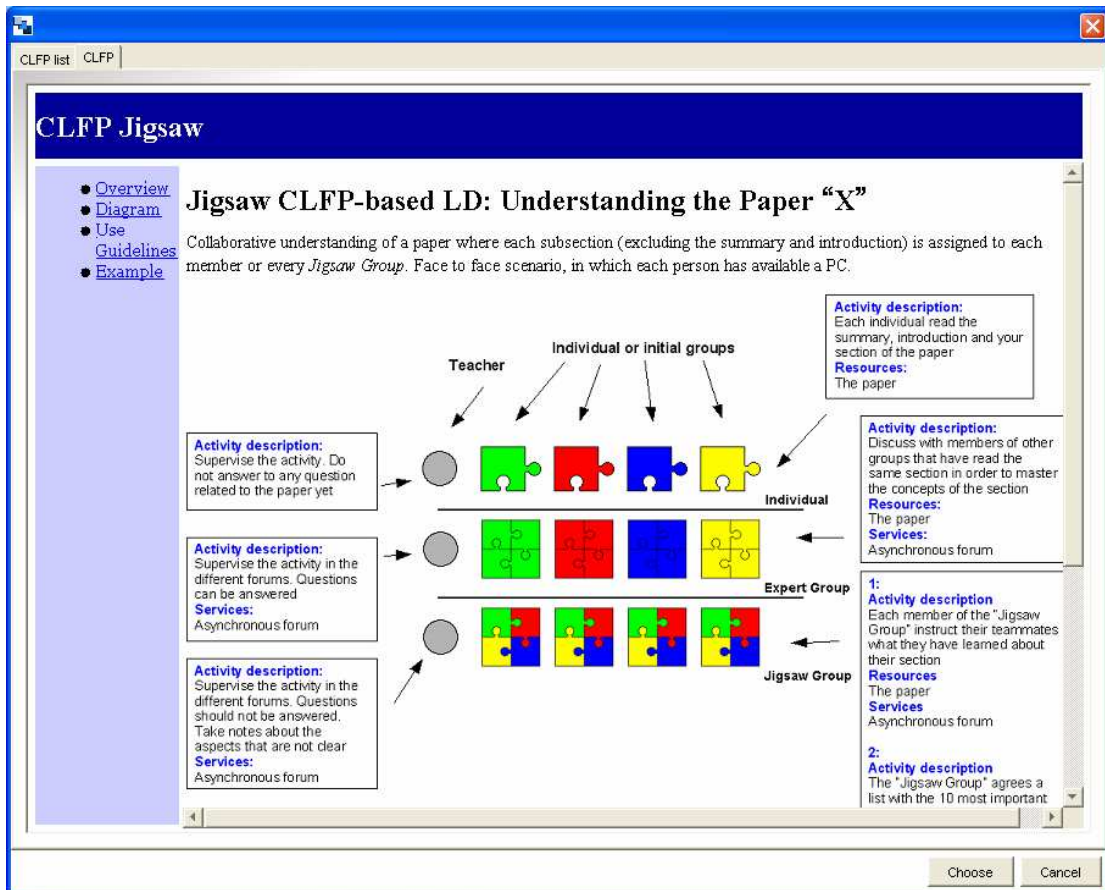 CLFP list CLFP
CLFP Jigsaw
Overview
Diagram
Use
Guidelines
Example
Jigsaw CLFP-based LD: Understanding the Paper “X”
Collaborative understanding of a paper where each subsection (excluding the summary and introduction) is assigned to each
member or every Jigsaw Group. Face to face scenario, in which each person has available a PC.
Activity description:
Each individual read the
summary, introduction and your
section of the paper
Resources:
The paper
Individual or initial groups
Teacher
Activity description:
Supervise the activity. Do
not answer to any question
related to the paper yet
Individual
Activity description:
Discuss with members of other
groups that have read the
same section in order to master
the concepts of the section
Resources:
The paper
Services:
Asynchronous forum
Activity description:
Supervise the activity in the
different forums. Questions
can be answered
Services:
Asynchronous forum
Expert Group
1:
Activity description
Each member of the "Jigsaw
Group" instruct their teammates
what they have learned about
their section
Resources
The paper
Services
Asynchronous forum
Jigsaw Group
Activity description:
Supervise the activity in the
different forums. Questions
should not be answered.
Take notes about the
aspects that are not clear
Services:
Asynchronous forum
2:
Activity description
The "Jigsaw Group" agrees a
list with the 10 most important
Choose Cancel